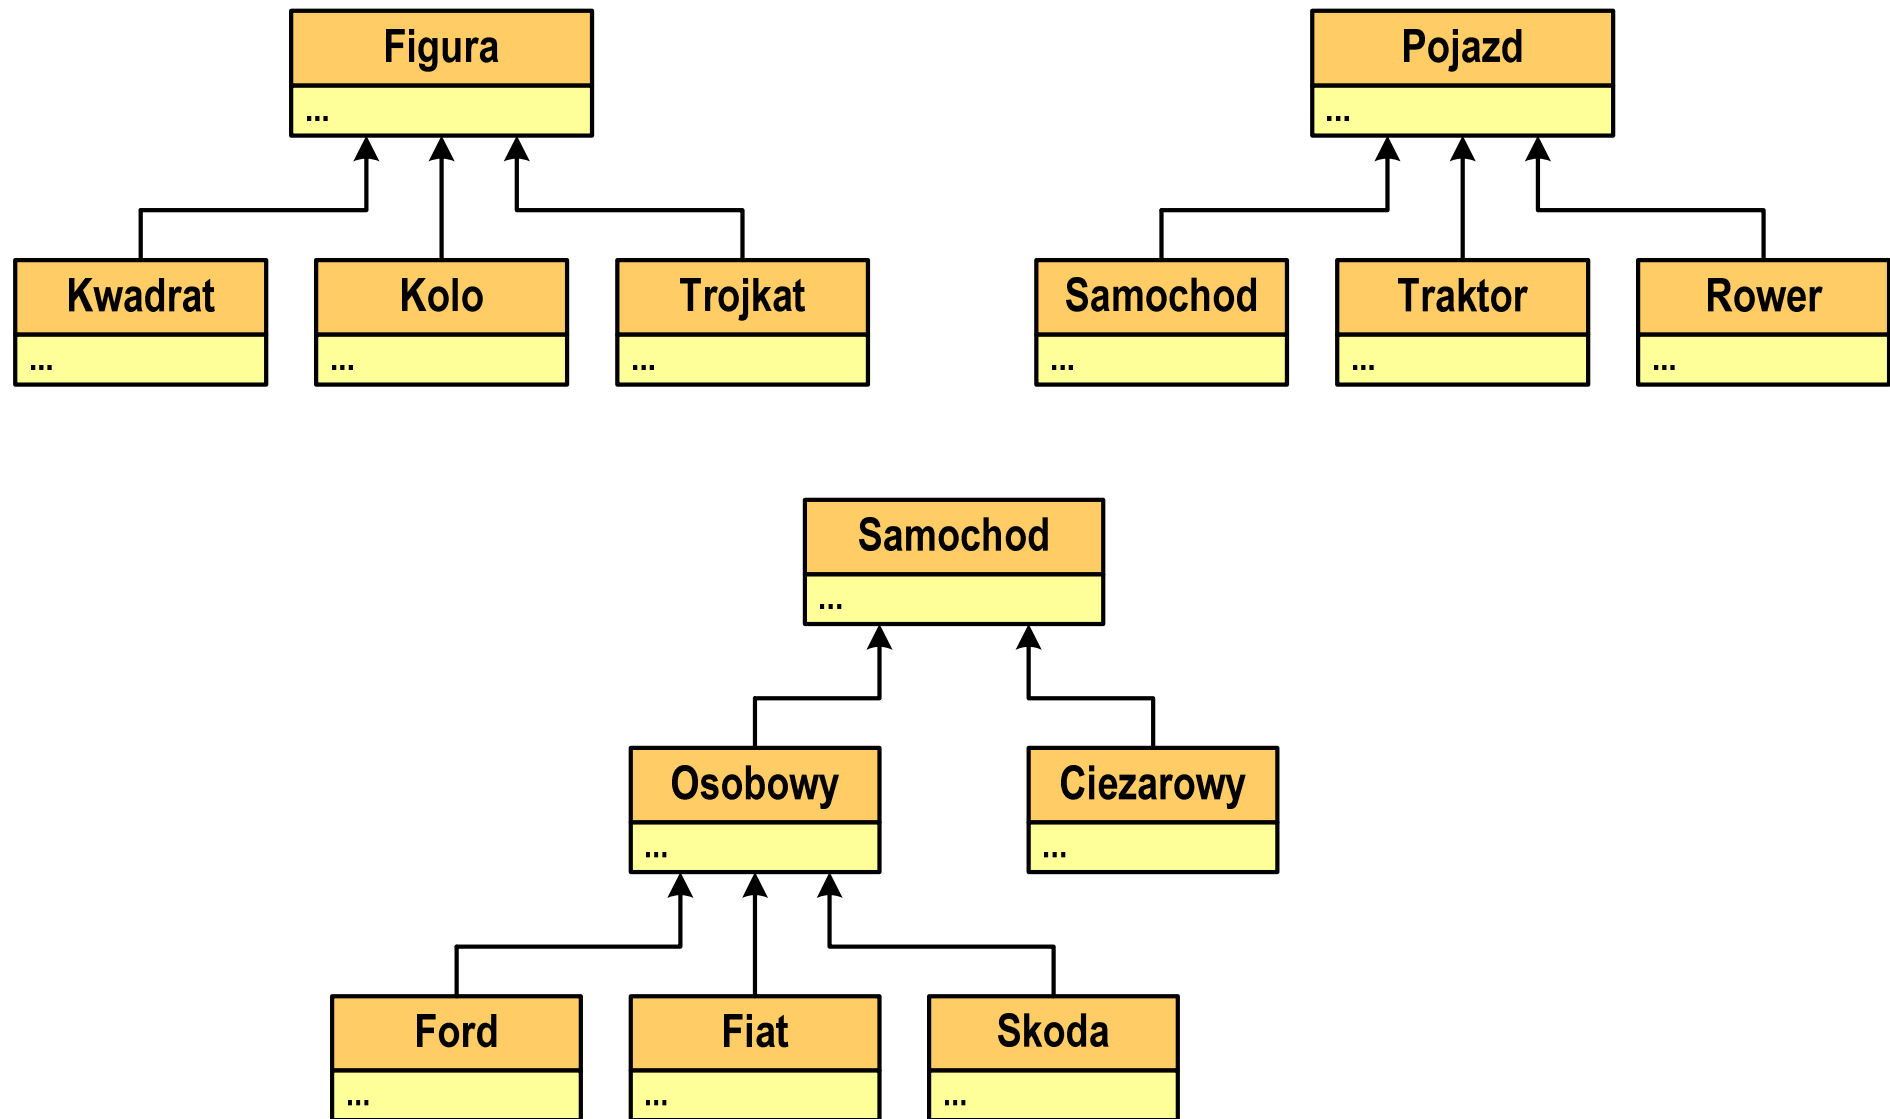 Figura
...
Pojazd
...
Kwadrat
...
Kolo
...
Trojkat
...
Samochod
...
Traktor
...
Rower
...
Samochod
...
Osobowy
...
Ciezarowy
...
Ford
...
Fiat
...
Skoda
...